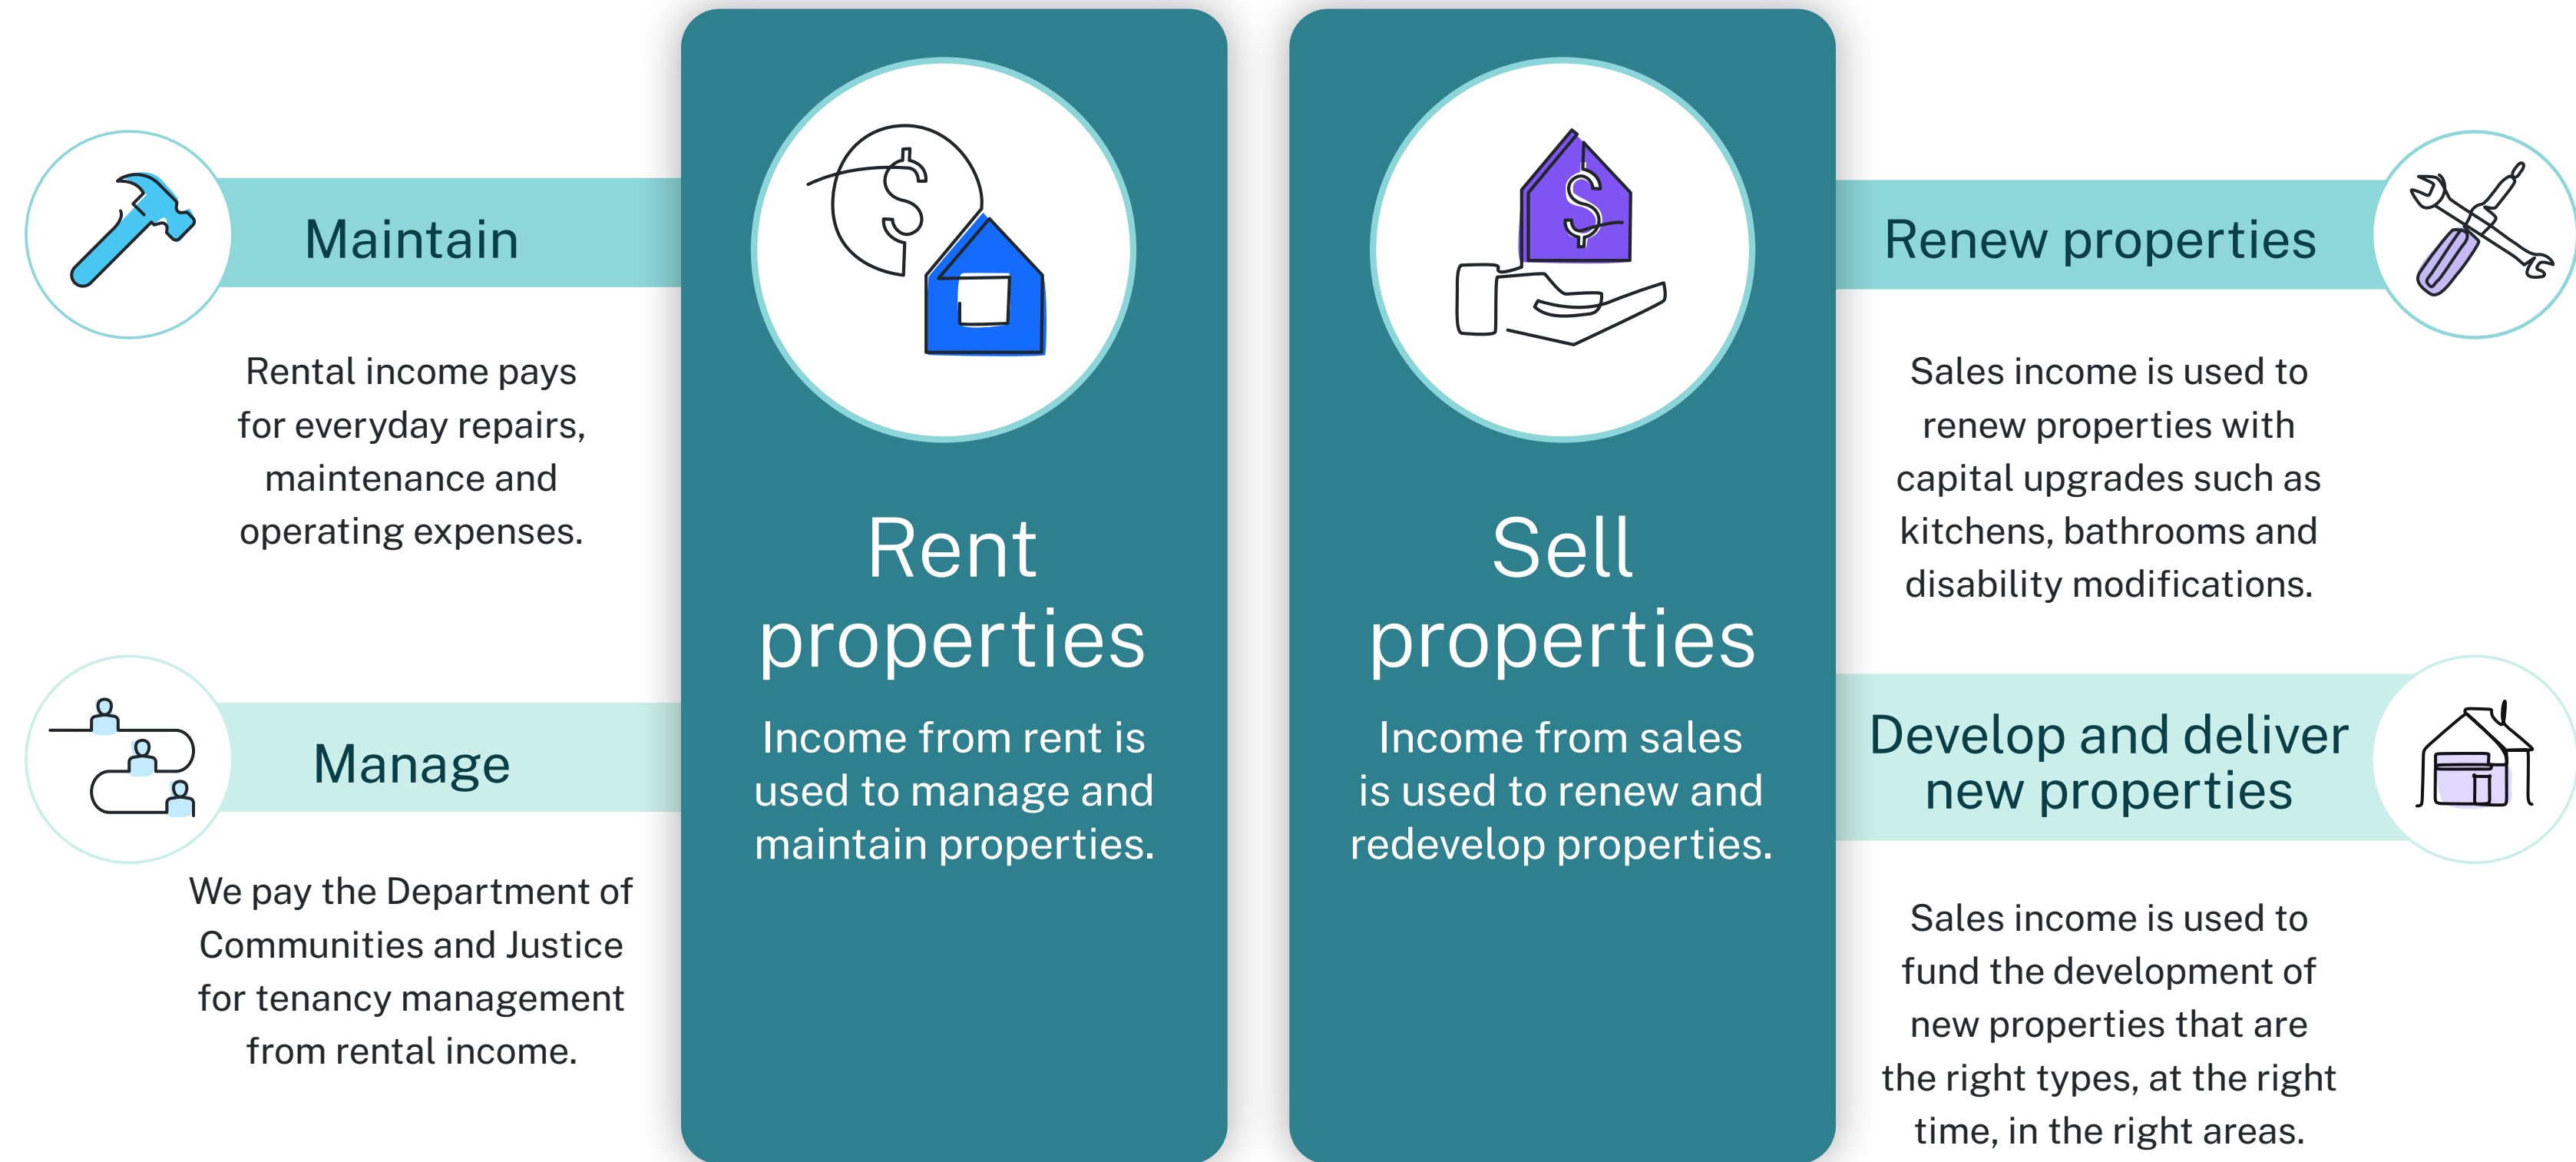 Maintain
Rental income pays
for everyday repairs,
maintenance and
operating expenses.
Manage
We pay the Department of
Communities and Justice
for tenancy management
from rental income.
Rent
properties
Income from rent is
used to manage and
maintain properties.
Sell
properties
Income from sales
is used to renew and
redevelop properties.
Renew properties
Sales income is used to
renew properties with
capital upgrades such as
kitchens, bathrooms and
disability modifications.
Develop and deliver
new properties
Sales income is used to
fund the development of
new properties that are
the right types, at the right
time, in the right areas.